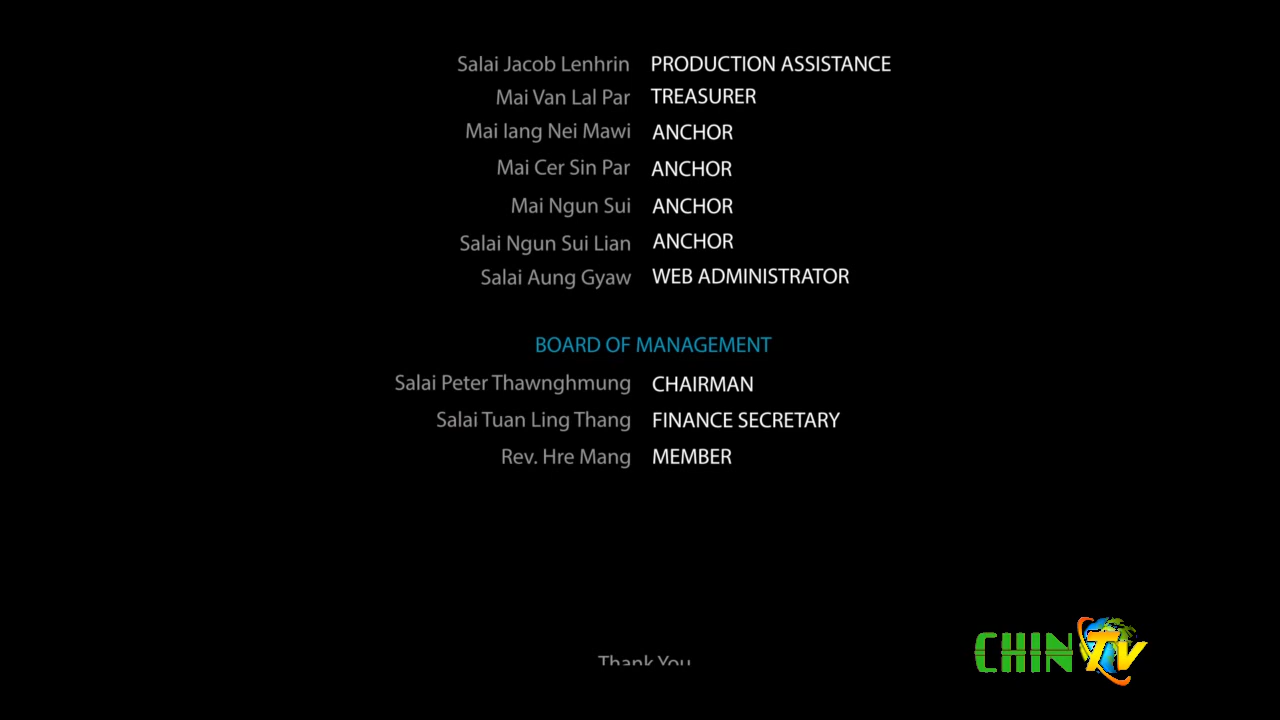 Salai Jacob Lenhrin PRODUCTION ASSISTANCE
Mai Van Lal Par TREASURER
Mai Iang Nei Mawi ANCHOR
Mai Cer Sin Par ANCHOR
Mai Ngun Sui ANCHOR
Salai Ngun Sui Lian ANCHOR
Salai Aung Gyaw WEB ADMINISTRATOR
BOARD OF MANAGEMENT
Salai Peter Thawnghmung CHAIRMAN
Salai Tuan Ling Thang FINANCE SECRETARY
Rev. Hre Mang MEMBER
Thank You
CHIN TV